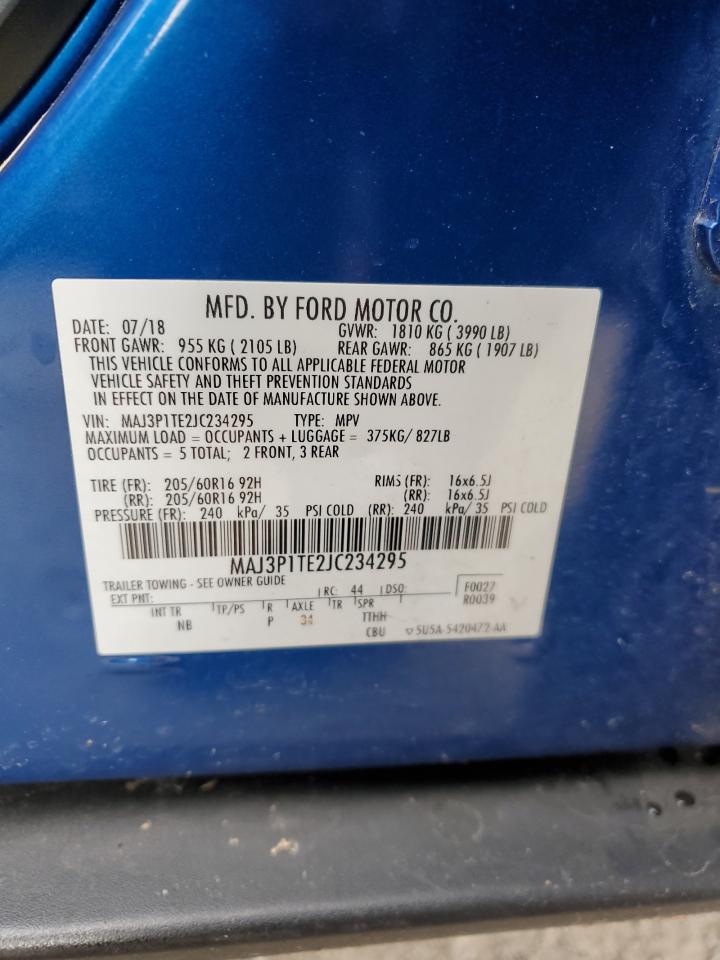 MFD. BY FORD MOTOR CO.
DATE: 07/18 GVWR: 1810 KG ( 3990 LB)
FRONT GAWR: 955 KG ( 2105 LB) REAR GAWR: 865 KG ( 1907 LB)
THIS VEHICLE CONFORMS TO ALL APPLICABLE FEDERAL MOTOR
VEHICLE SAFETY AND THEFT PREVENTION STANDARDS
IN EFFECT ON THE DATE OF MANUFACTURE SHOWN ABOVE.
VIN: MAJ3P1TE2JC234295 TYPE: MPV
MAXIMUM LOAD = OCCUPANTS + LUGGAGE = 375KG/ 827LB
OCCUPANTS = 5 TOTAL; 2 FRONT, 3 REAR
TIRE (FR): 205/60R16 92H RIMS (FR): 16x6.5J
(RR): 205/60R16 92H (RR): 16x6.5J
PRESSURE (FR): 240 kPa/ 35 PSI COLD (RR): 240 kPa/ 35 PSI COLD
MAJ3P1TE2JC234295
TRAILER TOWING - SEE OWNER GUIDE
EXT PNT: RC: 44 DSO: F0027
R0039
INT TR TP/PS R AXLE TR SPR
NB P 34 TTHH
CBU 5U5A-5420472-AA